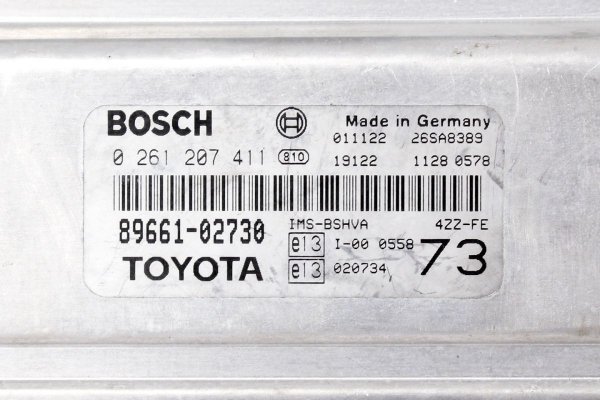 BOSCH Made in Germany
011122 26SA8389
0 261 207 411 810 19122 1128 0578
IMS-BSHVA 4ZZ-FE
89661-02730 e13 I-00 0558 73
TOYOTA e13 020734